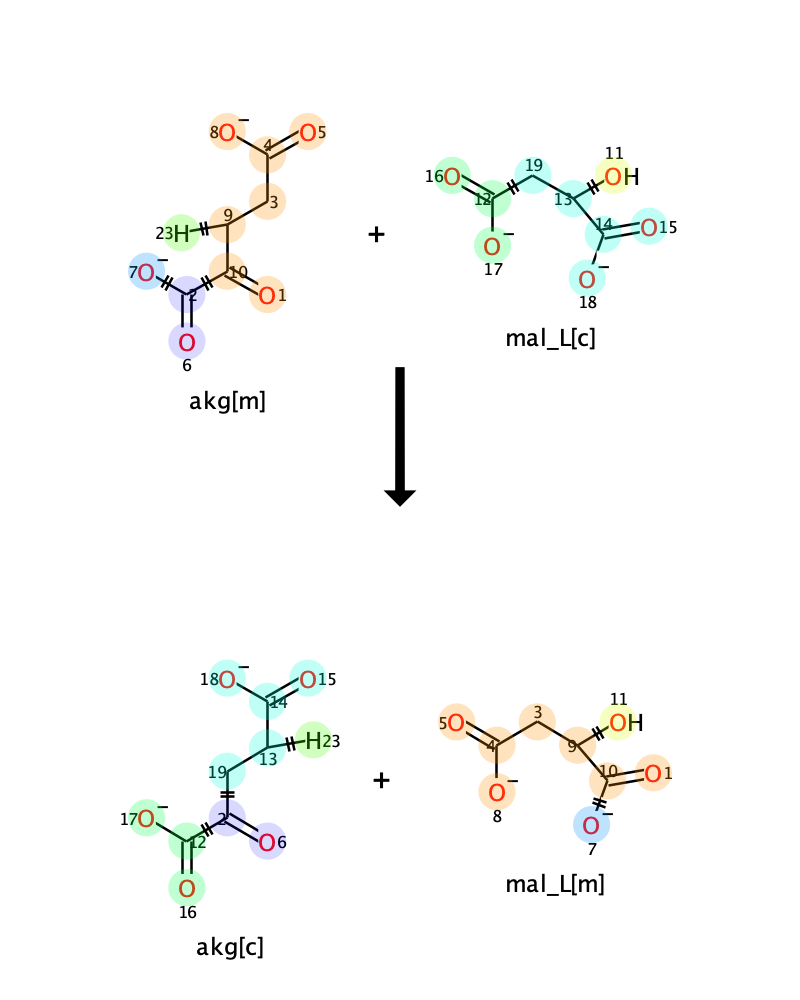 8O⁻ 4 O5
3
9
23H
7O⁻ 2 10 O1
O
6
akg[m]
+
11
16O 19 OH
12 13
14 O15
O⁻
17
O⁻
18
mal_L[c]
18O⁻ O15
14
H23
13
19
17O⁻ 2
12 O6
O
16
akg[c]
+
11
5O 3 OH
4 9
10 O1
O⁻
8
O⁻
7
mal_L[m]